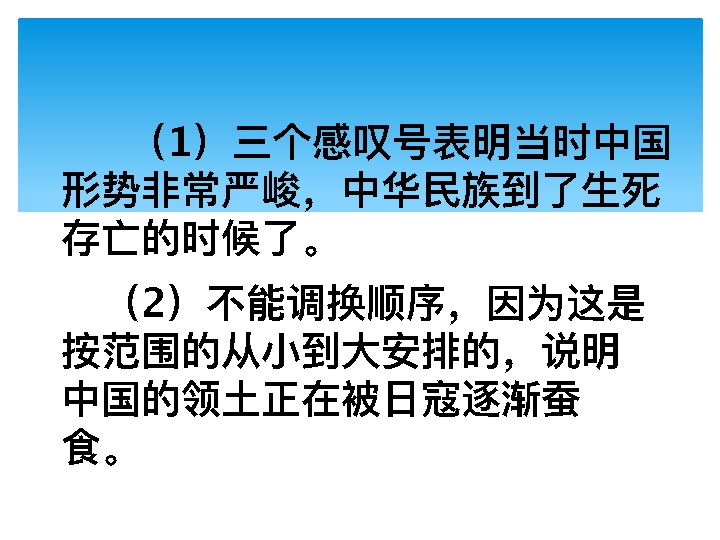 （1）三个感叹号表明当时中国
形势非常严峻，中华民族到了生死
存亡的时候了。
（2）不能调换顺序，因为这是
按范围的从小到大安排的，说明
中国的领土正在被日寇逐渐蚕
食。